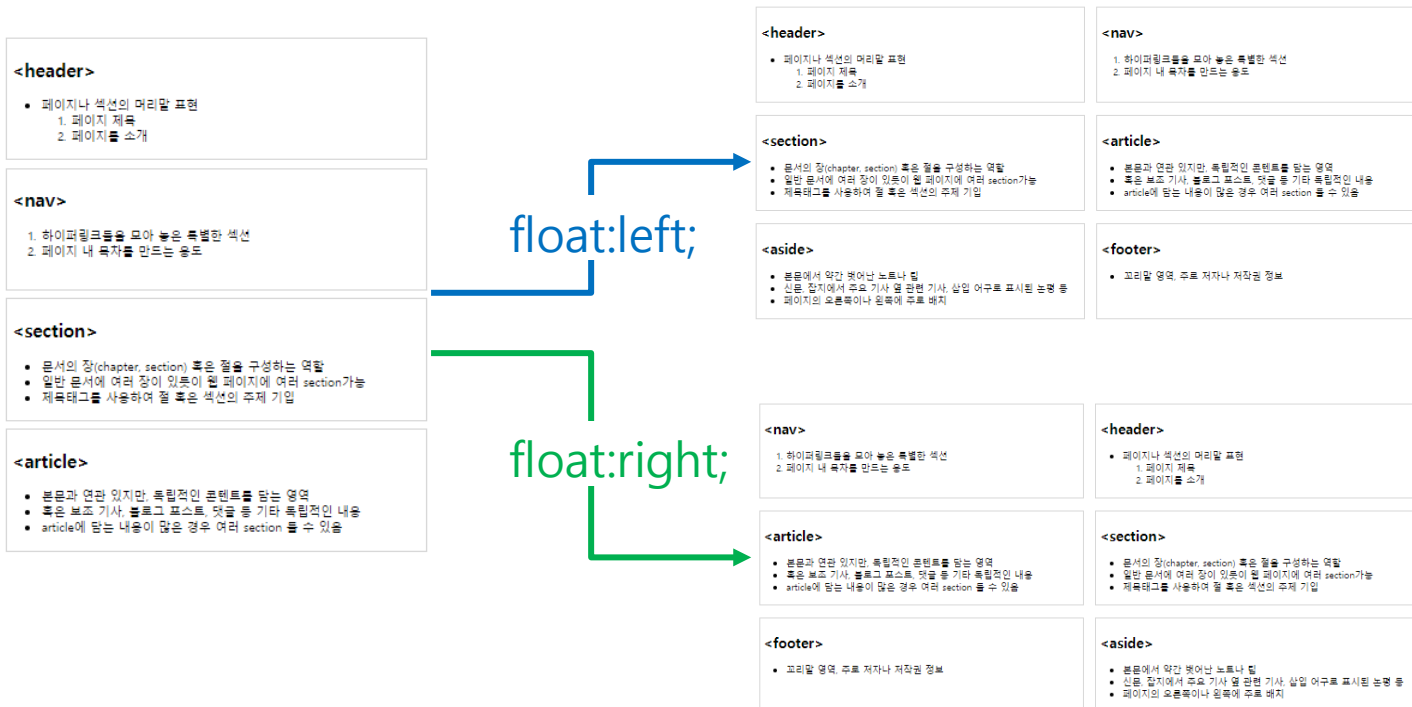 <header>
• 페이지나 섹션의 머리말 표현
1. 페이지 제목
2. 페이지를 소개
<nav>
1. 하이퍼링크들을 모아 놓은 특별한 섹션
2. 페이지 내 목차를 만드는 용도
<section>
• 문서의 장(chapter, section) 혹은 절을 구성하는 역할
• 일반 문서에 여러 장이 있듯이 웹 페이지에 여러 section가능
• 제목태그를 사용하여 절 혹은 섹션의 주제 기입
<article>
• 본문과 연관 있지만, 독립적인 콘텐트를 담는 영역
• 혹은 보조 기사, 블로그 포스트, 댓글 등 기타 독립적인 내용
• article에 담는 내용이 많은 경우 여러 section 둘 수 있음
float:left;
float:right;
<header>
• 페이지나 섹션의 머리말 표현
1. 페이지 제목
2. 페이지를 소개
<nav>
1. 하이퍼링크들을 모아 놓은 특별한 섹션
2. 페이지 내 목차를 만드는 용도
<section>
• 문서의 장(chapter, section) 혹은 절을 구성하는 역할
• 일반 문서에 여러 장이 있듯이 웹 페이지에 여러 section가능
• 제목태그를 사용하여 절 혹은 섹션의 주제 기입
<article>
• 본문과 연관 있지만, 독립적인 콘텐트를 담는 영역
• 혹은 보조 기사, 블로그 포스트, 댓글 등 기타 독립적인 내용
• article에 담는 내용이 많은 경우 여러 section 둘 수 있음
<aside>
• 본문에서 약간 벗어난 노트나 팁
• 신문, 잡지에서 주요 기사 옆 관련 기사, 삽입 어구로 표시된 논평 등
• 페이지의 오른쪽이나 왼쪽에 주로 배치
<footer>
• 꼬리말 영역, 주로 저자나 저작권 정보
<nav>
1. 하이퍼링크들을 모아 놓은 특별한 섹션
2. 페이지 내 목차를 만드는 용도
<header>
• 페이지나 섹션의 머리말 표현
1. 페이지 제목
2. 페이지를 소개
<article>
• 본문과 연관 있지만, 독립적인 콘텐트를 담는 영역
• 혹은 보조 기사, 블로그 포스트, 댓글 등 기타 독립적인 내용
• article에 담는 내용이 많은 경우 여러 section 둘 수 있음
<section>
• 문서의 장(chapter, section) 혹은 절을 구성하는 역할
• 일반 문서에 여러 장이 있듯이 웹 페이지에 여러 section가능
• 제목태그를 사용하여 절 혹은 섹션의 주제 기입
<footer>
• 꼬리말 영역, 주로 저자나 저작권 정보
<aside>
• 본문에서 약간 벗어난 노트나 팁
• 신문, 잡지에서 주요 기사 옆 관련 기사, 삽입 어구로 표시된 논평 등
• 페이지의 오른쪽이나 왼쪽에 주로 배치